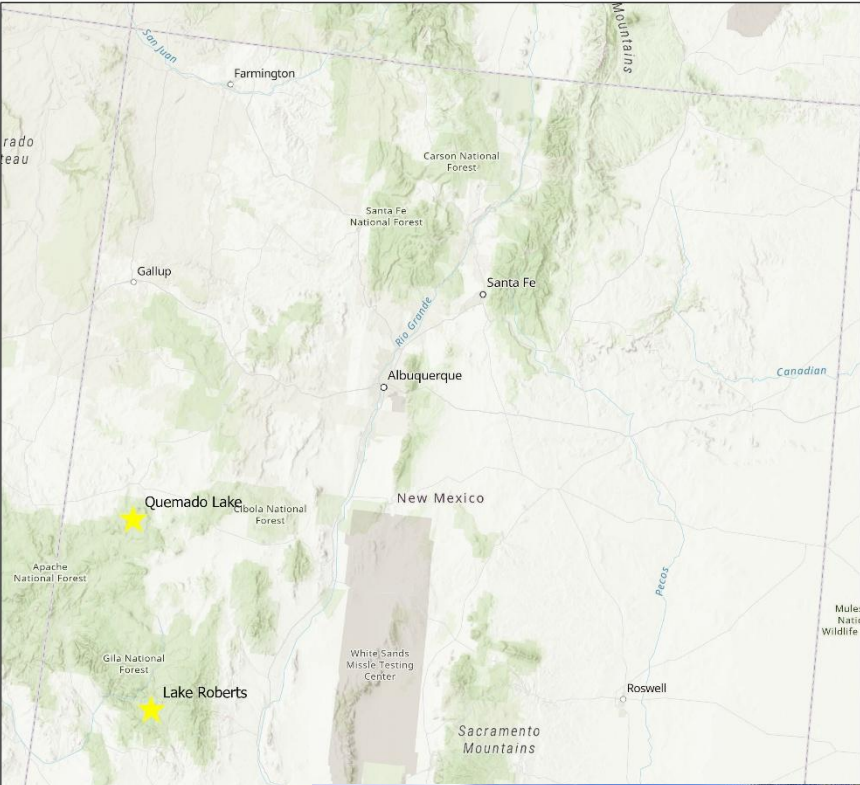 Mountains
San Juan
Farmington
rado
teau
Carson National
Forest
Santa Fe
National Forest
Gallup
Santa Fe
Rio Grande
Albuquerque
Canadian
New Mexico
Quemado Lake
Cibola National
Forest
Apache
National Forest
Pecos
Mules
Natio
Wildlife
White Sands
Missle Testing
Center
Gila National
Forest
Lake Roberts
Roswell
Sacramento
Mountains